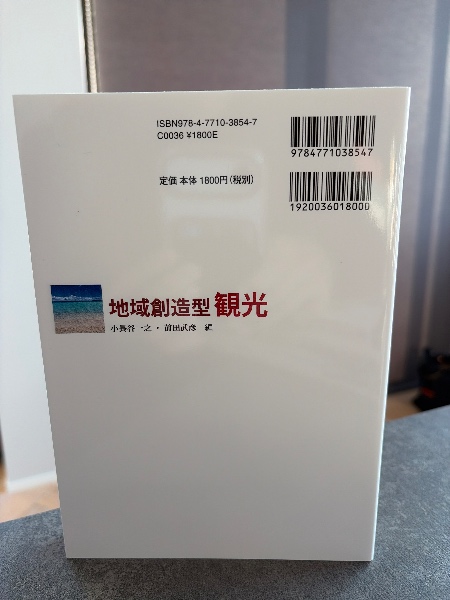 ISBN978-4-7710-3854-7
C0036 ¥1800E
9784771038547
定価 本体 1800円(税別)
1920036018000
地域創造型 観光
小長谷一之・前田武彦 編